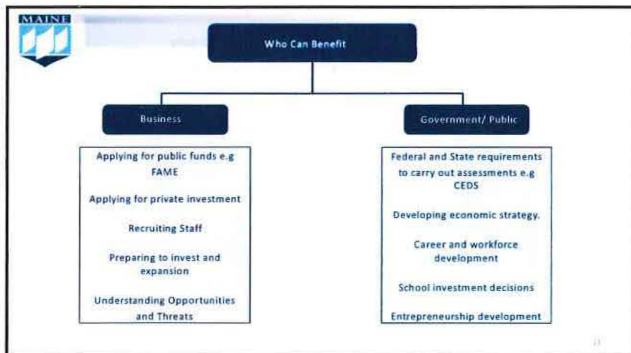 MAINE
Who Can Benefit
Business
Applying for public funds e.g
FAME
Applying for private investment
Recruiting Staff
Preparing to invest and
expansion
Understanding Opportunities
and Threats
Government/ Public
Federal and State requirements
to carry out assessments e.g
CEDS
Developing economic strategy.
Career and workforce
development
School investment decisions
Entrepreneurship development